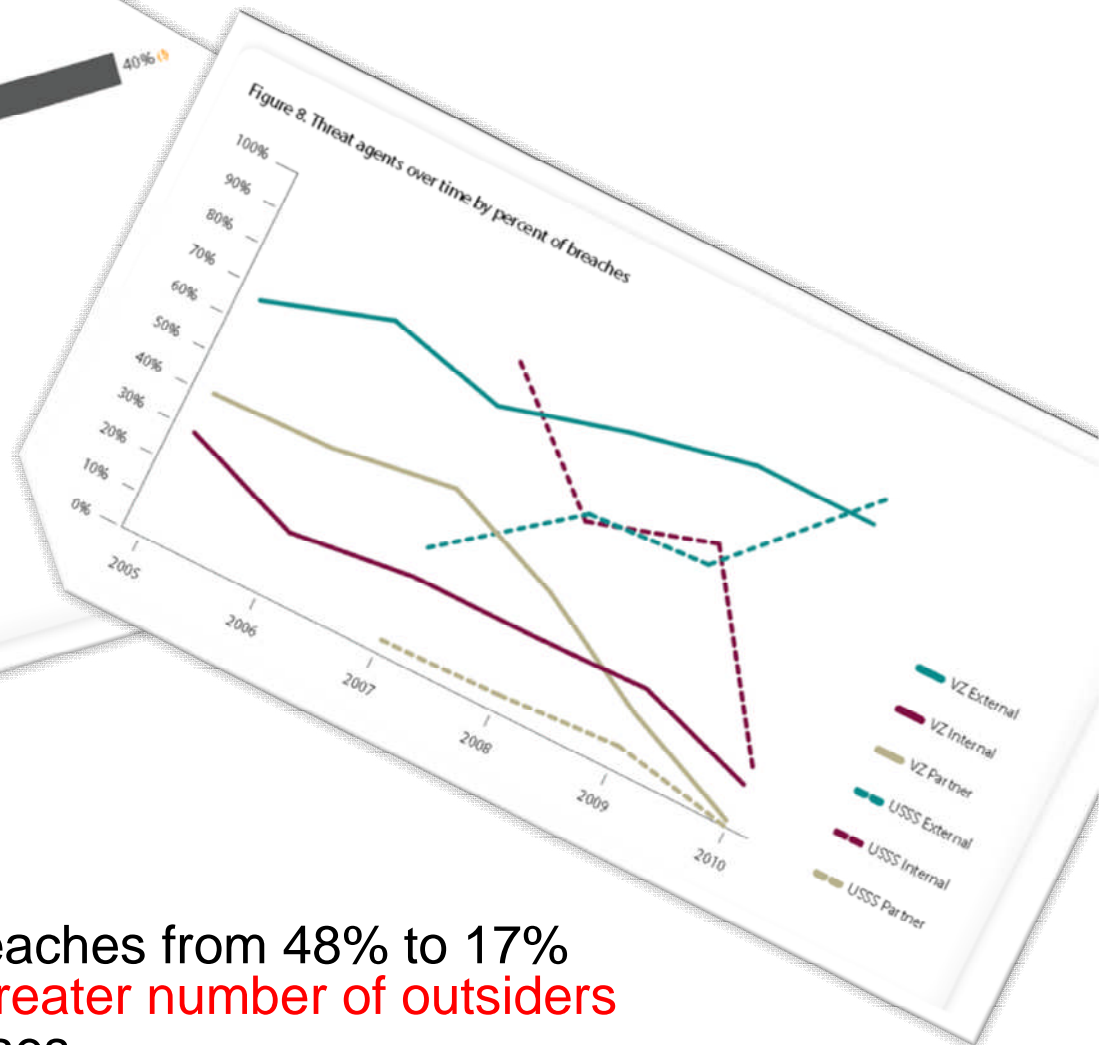 40%
Figure 8. Threat agents over time by percent of breaches
100%
90%
80%
70%
60%
50%
40%
30%
20%
10%
0%
2005
2006
2007
2008
2009
2010
VZ External
VZ Internal
VZ Partner
USSS External
USSS Internal
USSS Partner
eaches from 48% to 17%
reater number of outsiders